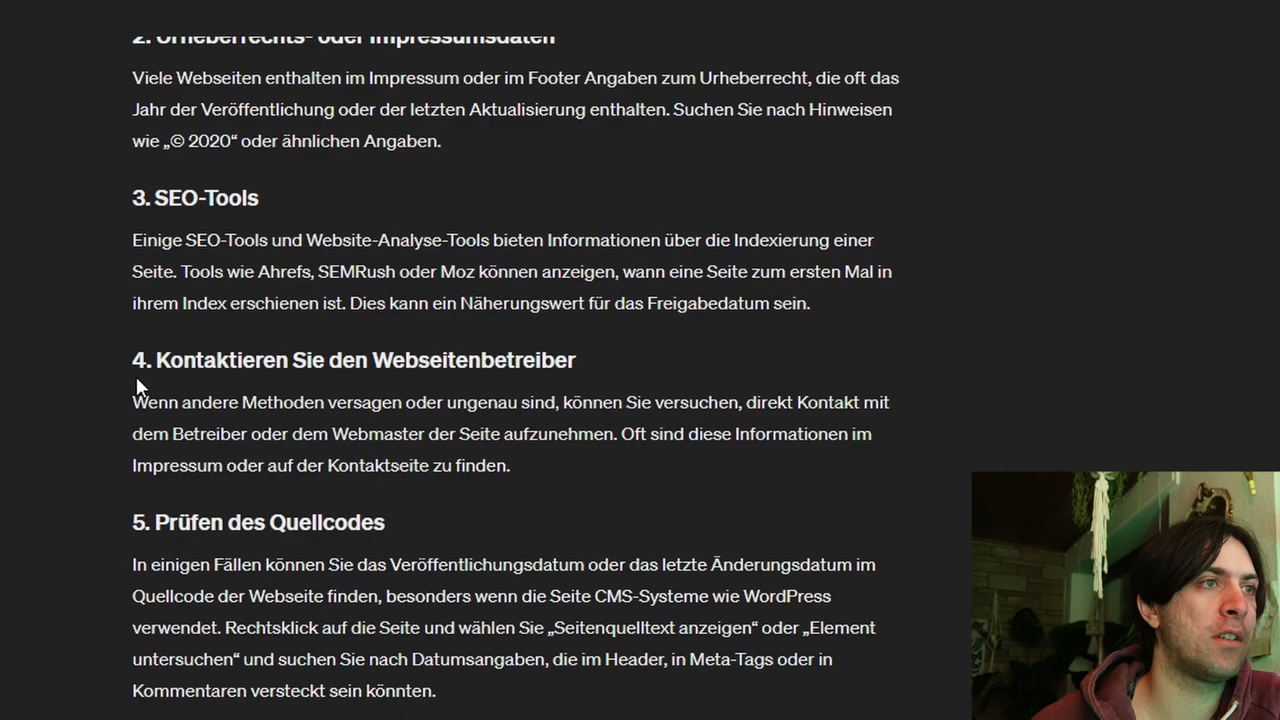 2. Urheberrechts- oder Impressumsdaten
Viele Webseiten enthalten im Impressum oder im Footer Angaben zum Urheberrecht, die oft das
Jahr der Veröffentlichung oder der letzten Aktualisierung enthalten. Suchen Sie nach Hinweisen
wie „© 2020“ oder ähnlichen Angaben.
3. SEO-Tools
Einige SEO-Tools und Website-Analyse-Tools bieten Informationen über die Indexierung einer
Seite. Tools wie Ahrefs, SEMRush oder Moz können anzeigen, wann eine Seite zum ersten Mal in
ihrem Index erschienen ist. Dies kann ein Näherungswert für das Freigabedatum sein.
4. Kontaktieren Sie den Webseitenbetreiber
Wenn andere Methoden versagen oder ungenau sind, können Sie versuchen, direkt Kontakt mit
dem Betreiber oder dem Webmaster der Seite aufzunehmen. Oft sind diese Informationen im
Impressum oder auf der Kontaktseite zu finden.
5. Prüfen des Quellcodes
In einigen Fällen können Sie das Veröffentlichungsdatum oder das letzte Änderungsdatum im
Quellcode der Webseite finden, besonders wenn die Seite CMS-Systeme wie WordPress
verwendet. Rechtsklick auf die Seite und wählen Sie „Seitenquelltext anzeigen“ oder „Element
untersuchen“ und suchen Sie nach Datumsangaben, die im Header, in Meta-Tags oder in
Kommentaren versteckt sein könnten.